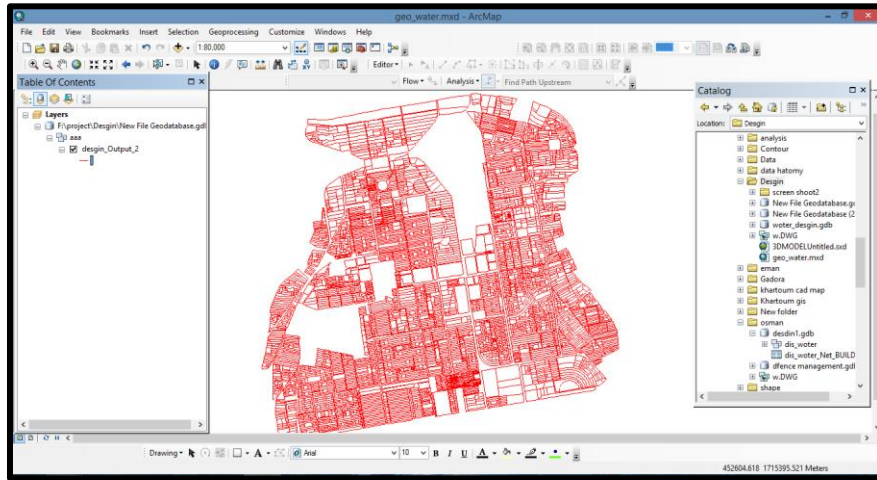 geo_water.mxd - ArcMap
File Edit View Bookmarks Insert Selection Geoprocessing Customize Windows Help
1:80,000
Editor
Flow Analysis Find Path Upstream
Table Of Contents
Layers
F:\project\Desgin\New File Geodatabase.gdl
aaa
desgin_Output_2
Catalog
Location: Desgin
analysis
Contour
Data
data hatomy
Desgin
screen shoot2
New File Geodatabase.gc
New File Geodatabase (2
woter_desgin.gdb
w.DWG
3DMODELUntitled.sxd
geo_water.mxd
eman
Gadora
khartoum cad map
Khartoum gis
New folder
osman
desdin1.gdb
dis_woter
dis_woter_Net_BUILD
dfence management.gdl
w.DWG
shape
Drawing A Arial 10 B I U A
452604.618 1715395.521 Meters